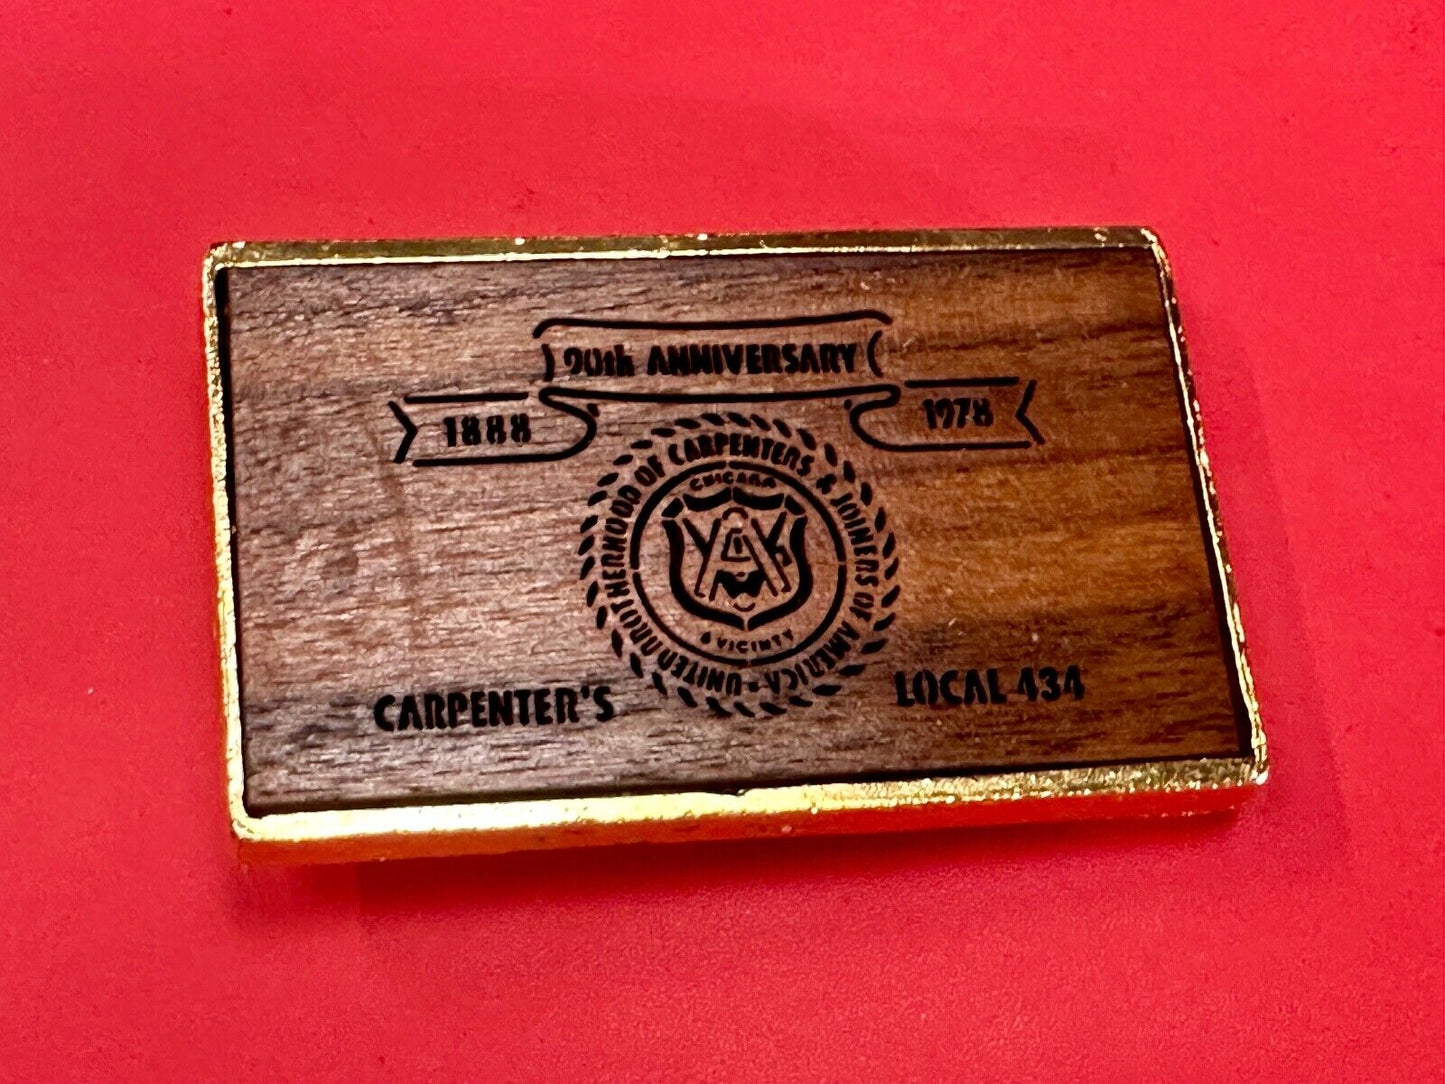 90th ANNIVERSARY
1888
1978
UNITED BROTHERHOOD OF CARPENTERS & JOINERS OF AMERICA
CHICAGO
& VICINITY
CARPENTER'S
LOCAL 434